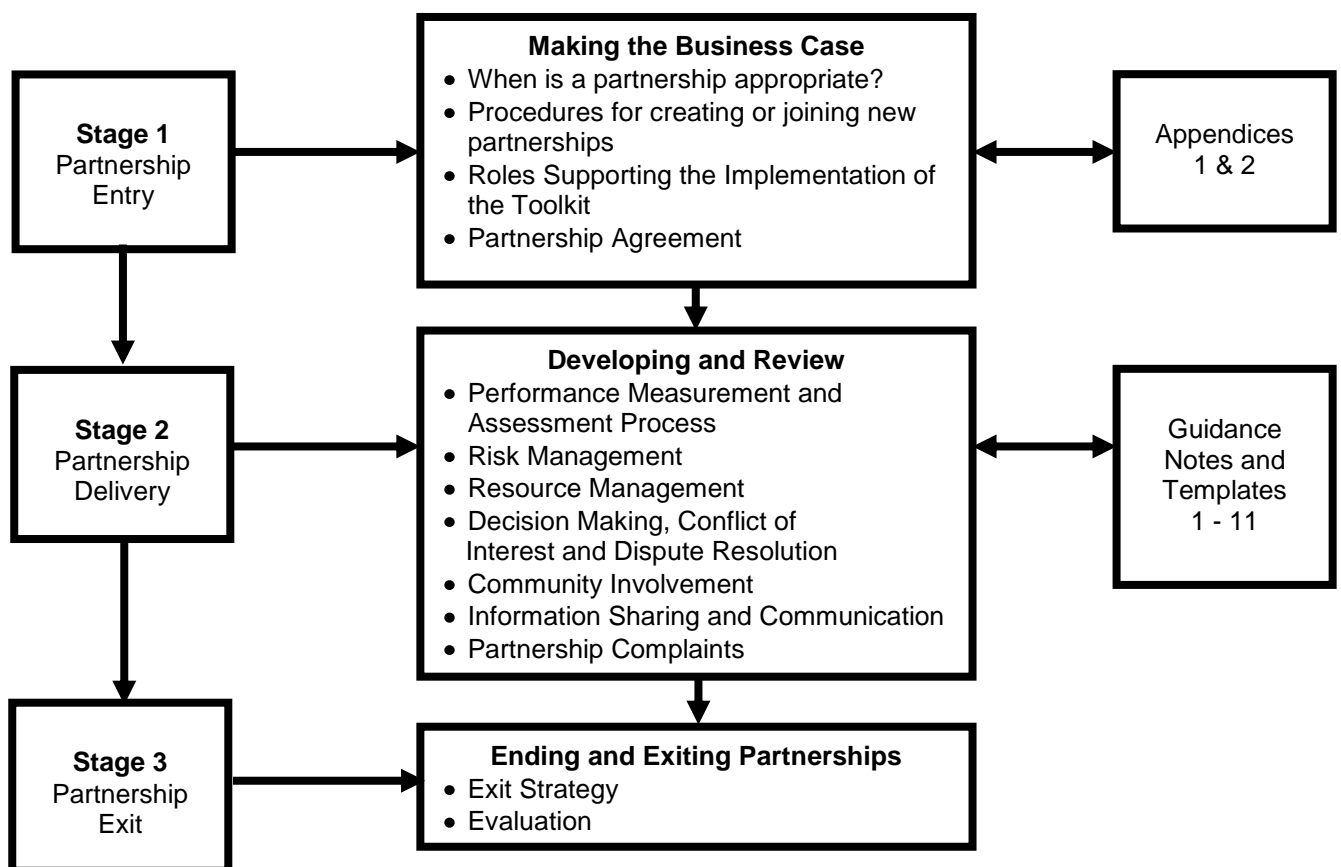 Stage 1
Partnership
Entry
Making the Business Case
• When is a partnership appropriate?
• Procedures for creating or joining new
partnerships
• Roles Supporting the Implementation of
the Toolkit
• Partnership Agreement
Appendices
1 & 2
Stage 2
Partnership
Delivery
Developing and Review
• Performance Measurement and
Assessment Process
• Risk Management
• Resource Management
• Decision Making, Conflict of
Interest and Dispute Resolution
• Community Involvement
• Information Sharing and Communication
• Partnership Complaints
Guidance
Notes and
Templates
1 - 11
Stage 3
Partnership
Exit
Ending and Exiting Partnerships
• Exit Strategy
• Evaluation